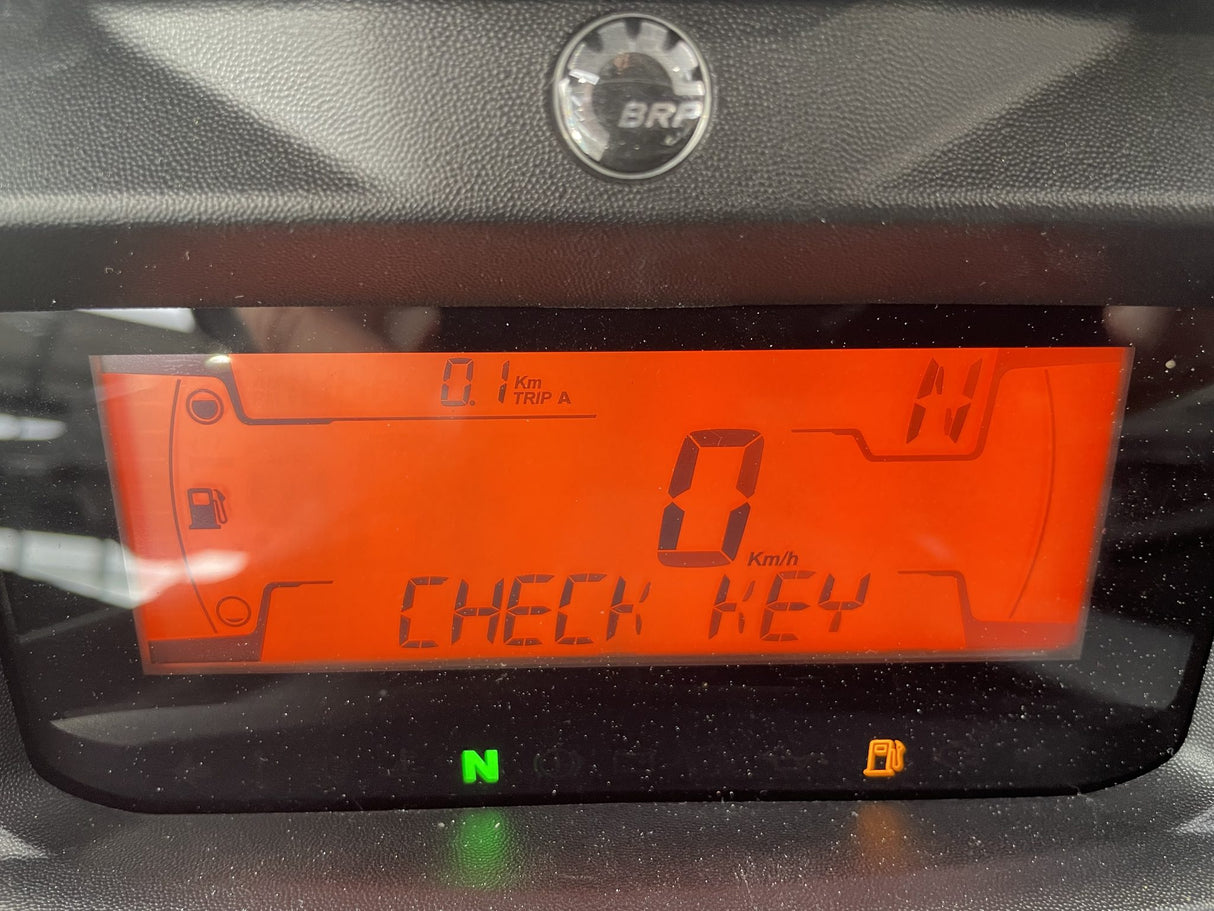 BRP
0.1 Km
TRIP A
N
0 Km/h
CHECK KEY
N